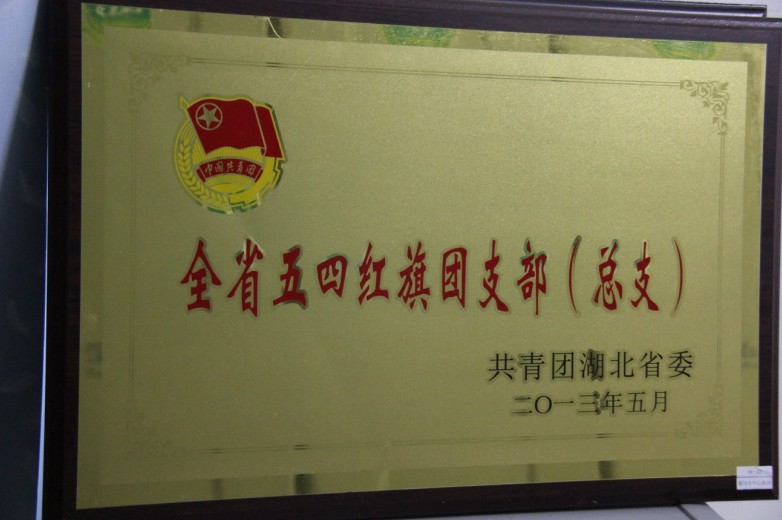 中国共青团
全省五四红旗团支部（总支）
共青团湖北省委
二〇一三年五月